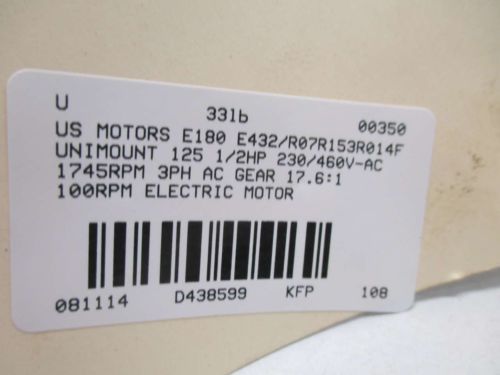 U 33lb 00350
US MOTORS E180 E432/R07R153R014F
UNIMOUNT 125 1/2HP 230/460V-AC
1745RPM 3PH AC GEAR 17.6:1
100RPM ELECTRIC MOTOR
081114 D438599 KFP 108